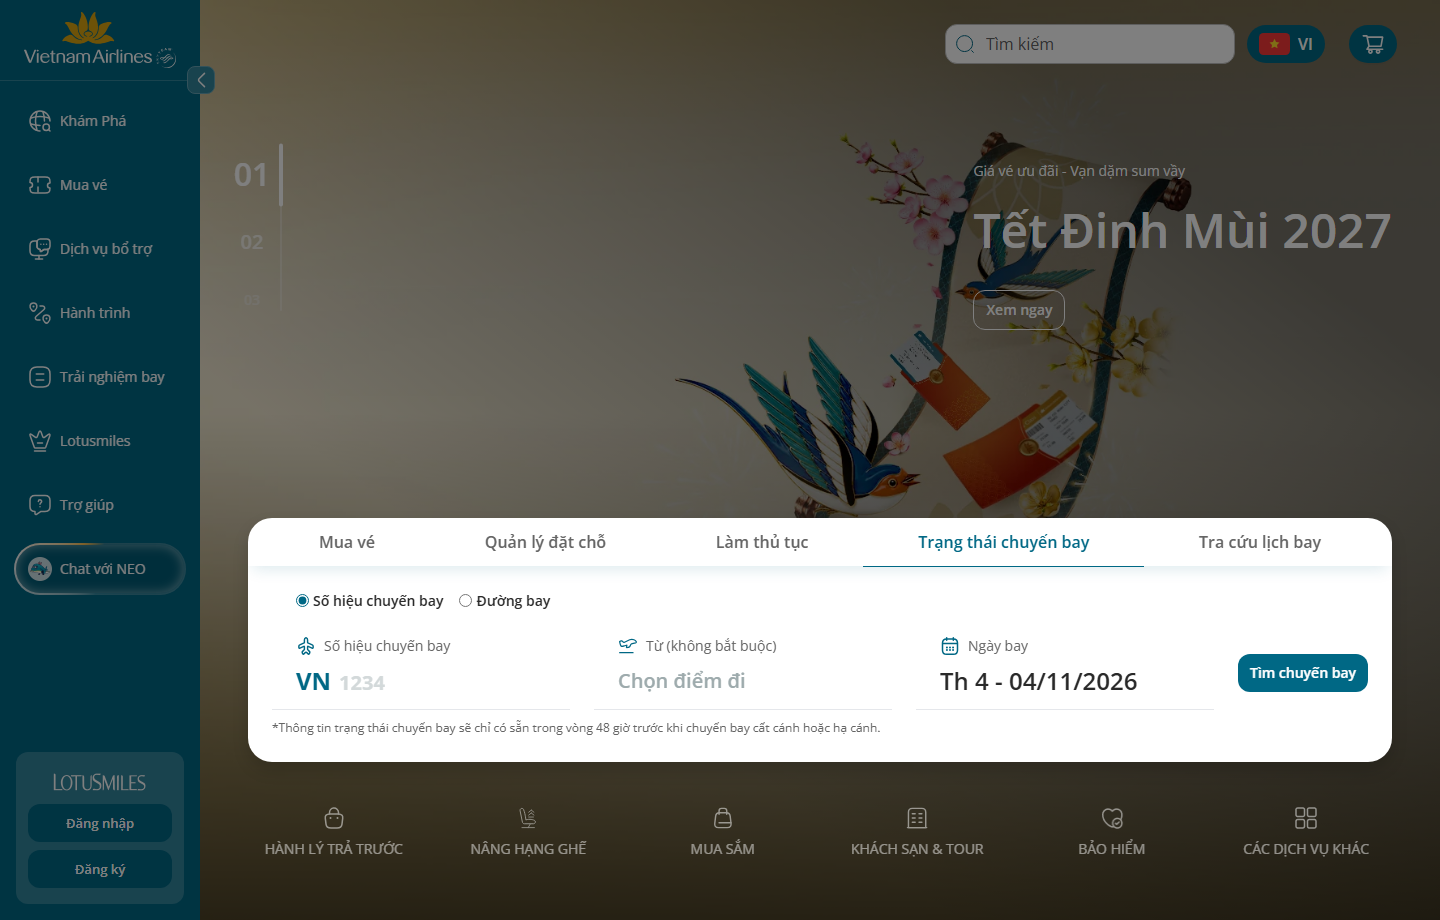 Vietnam Airlines
Khám Phá
Mua vé
Dịch vụ bổ trợ
Hành trình
Trải nghiệm bay
Lotusmiles
Trợ giúp
Chat với NEO
LOTUSMILES
Đăng nhập
Đăng ký
Tìm kiếm
VI
01
02
03
Giá vé ưu đãi - Vạn dặm sum vầy
Tết Đinh Mùi 2027
Xem ngay
Mua vé
Quản lý đặt chỗ
Làm thủ tục
Trạng thái chuyến bay
Tra cứu lịch bay
Số hiệu chuyến bay
Đường bay
Số hiệu chuyến bay
VN 1234
Từ (không bắt buộc)
Chọn điểm đi
Ngày bay
Th 4 - 04/11/2026
Tìm chuyến bay
*Thông tin trạng thái chuyến bay sẽ chỉ có sẵn trong vòng 48 giờ trước khi chuyến bay cất cánh hoặc hạ cánh.
HÀNH LÝ TRẢ TRƯỚC
NÂNG HẠNG GHẾ
MUA SẮM
KHÁCH SẠN & TOUR
BẢO HIỂM
CÁC DỊCH VỤ KHÁC